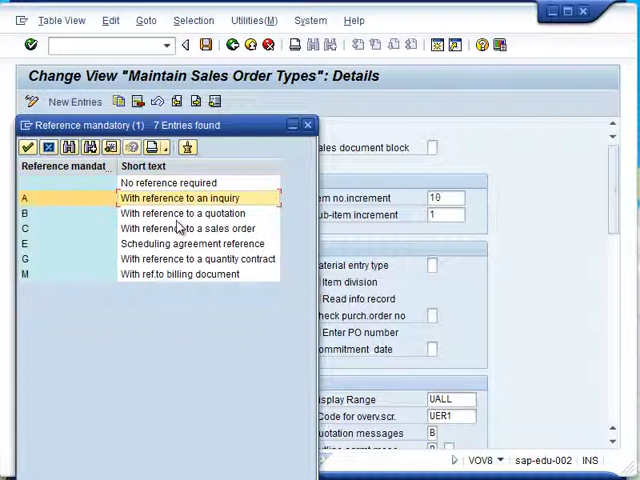 Table View Edit Goto Selection Utilities(M) System Help
Change View "Maintain Sales Order Types": Details
New Entries
Reference mandatory (1) 7 Entries found
Reference mandat.. Short text
No reference required
A With reference to an inquiry
B With reference to a quotation
C With reference to a sales order
E Scheduling agreement reference
G With reference to a quantity contract
M With ref.to billing document
ales document block
em no.increment 10
ub-item increment 1
aterial entry type
Item division
Read info record
heck purch.order no
Enter PO number
ommitment date
isplay Range UALL
Code for overv.scr. UER1
uotation messages B
VOV8 sap-edu-002 INS